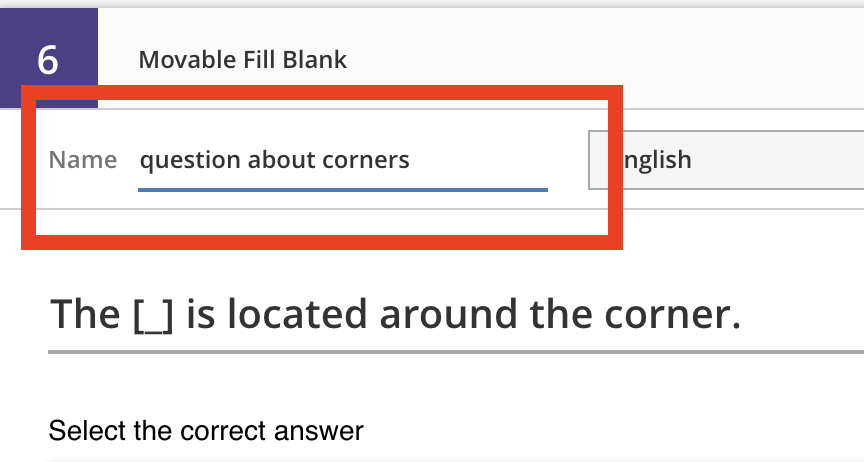 6
Movable Fill Blank
Name question about corners
nglish
The [_] is located around the corner.
Select the correct answer